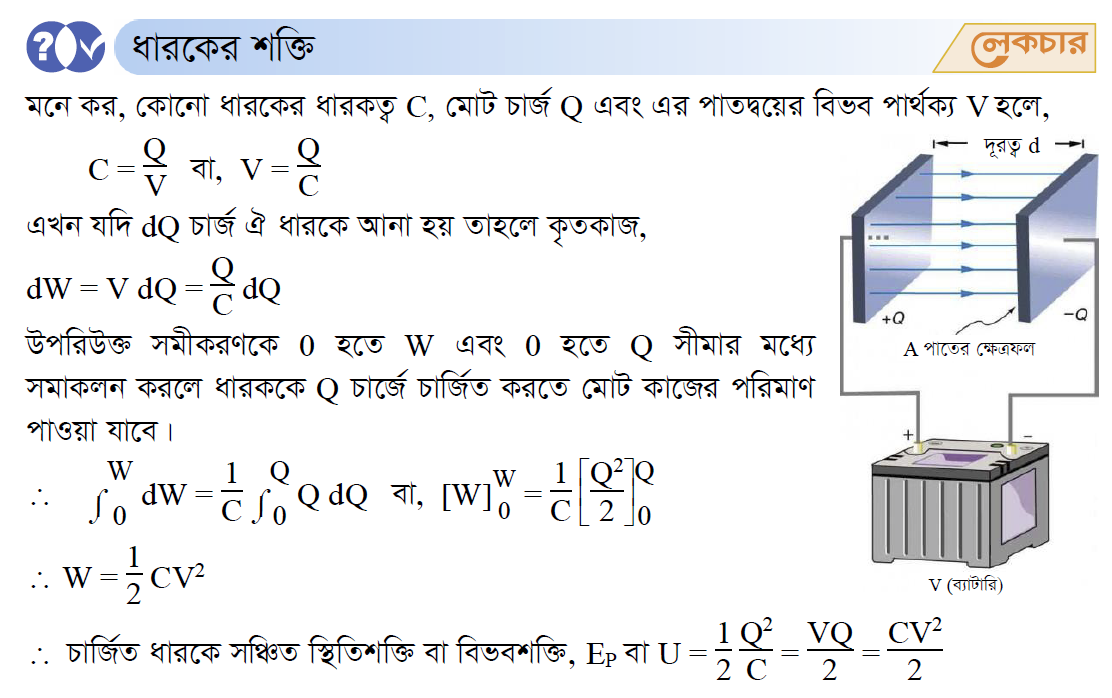 ধারকের শক্তি
লেকচার
মনে কর, কোনো ধারকের ধারকত্ব C, মোট চার্জ Q এবং এর পাতদ্বয়ের বিভব পার্থক্য V হলে,
C = Q/V বা, V = Q/C
এখন যদি dQ চার্জ ঐ ধারকে আনা হয় তাহলে কৃতকাজ,
dW = V dQ = Q/C dQ
উপরিউক্ত সমীকরণকে 0 হতে W এবং 0 হতে Q সীমার মধ্যে
সমাকলন করলে ধারককে Q চার্জে চার্জিত করতে মোট কাজের পরিমাণ
পাওয়া যাবে।
∴ ∫₀^W dW = 1/C ∫₀^Q Q dQ বা, [W]₀^W = 1/C [Q²/2]₀^Q
∴ W = 1/2 CV²
∴ চার্জিত ধারকে সঞ্চিত স্থিতিশক্তি বা বিভবশক্তি, Eₚ বা U = 1/2 Q²/C = VQ/2 = CV²/2
দূরত্ব d
+Q
−Q
A পাতের ক্ষেত্রফল
+ −
V (ব্যাটারি)